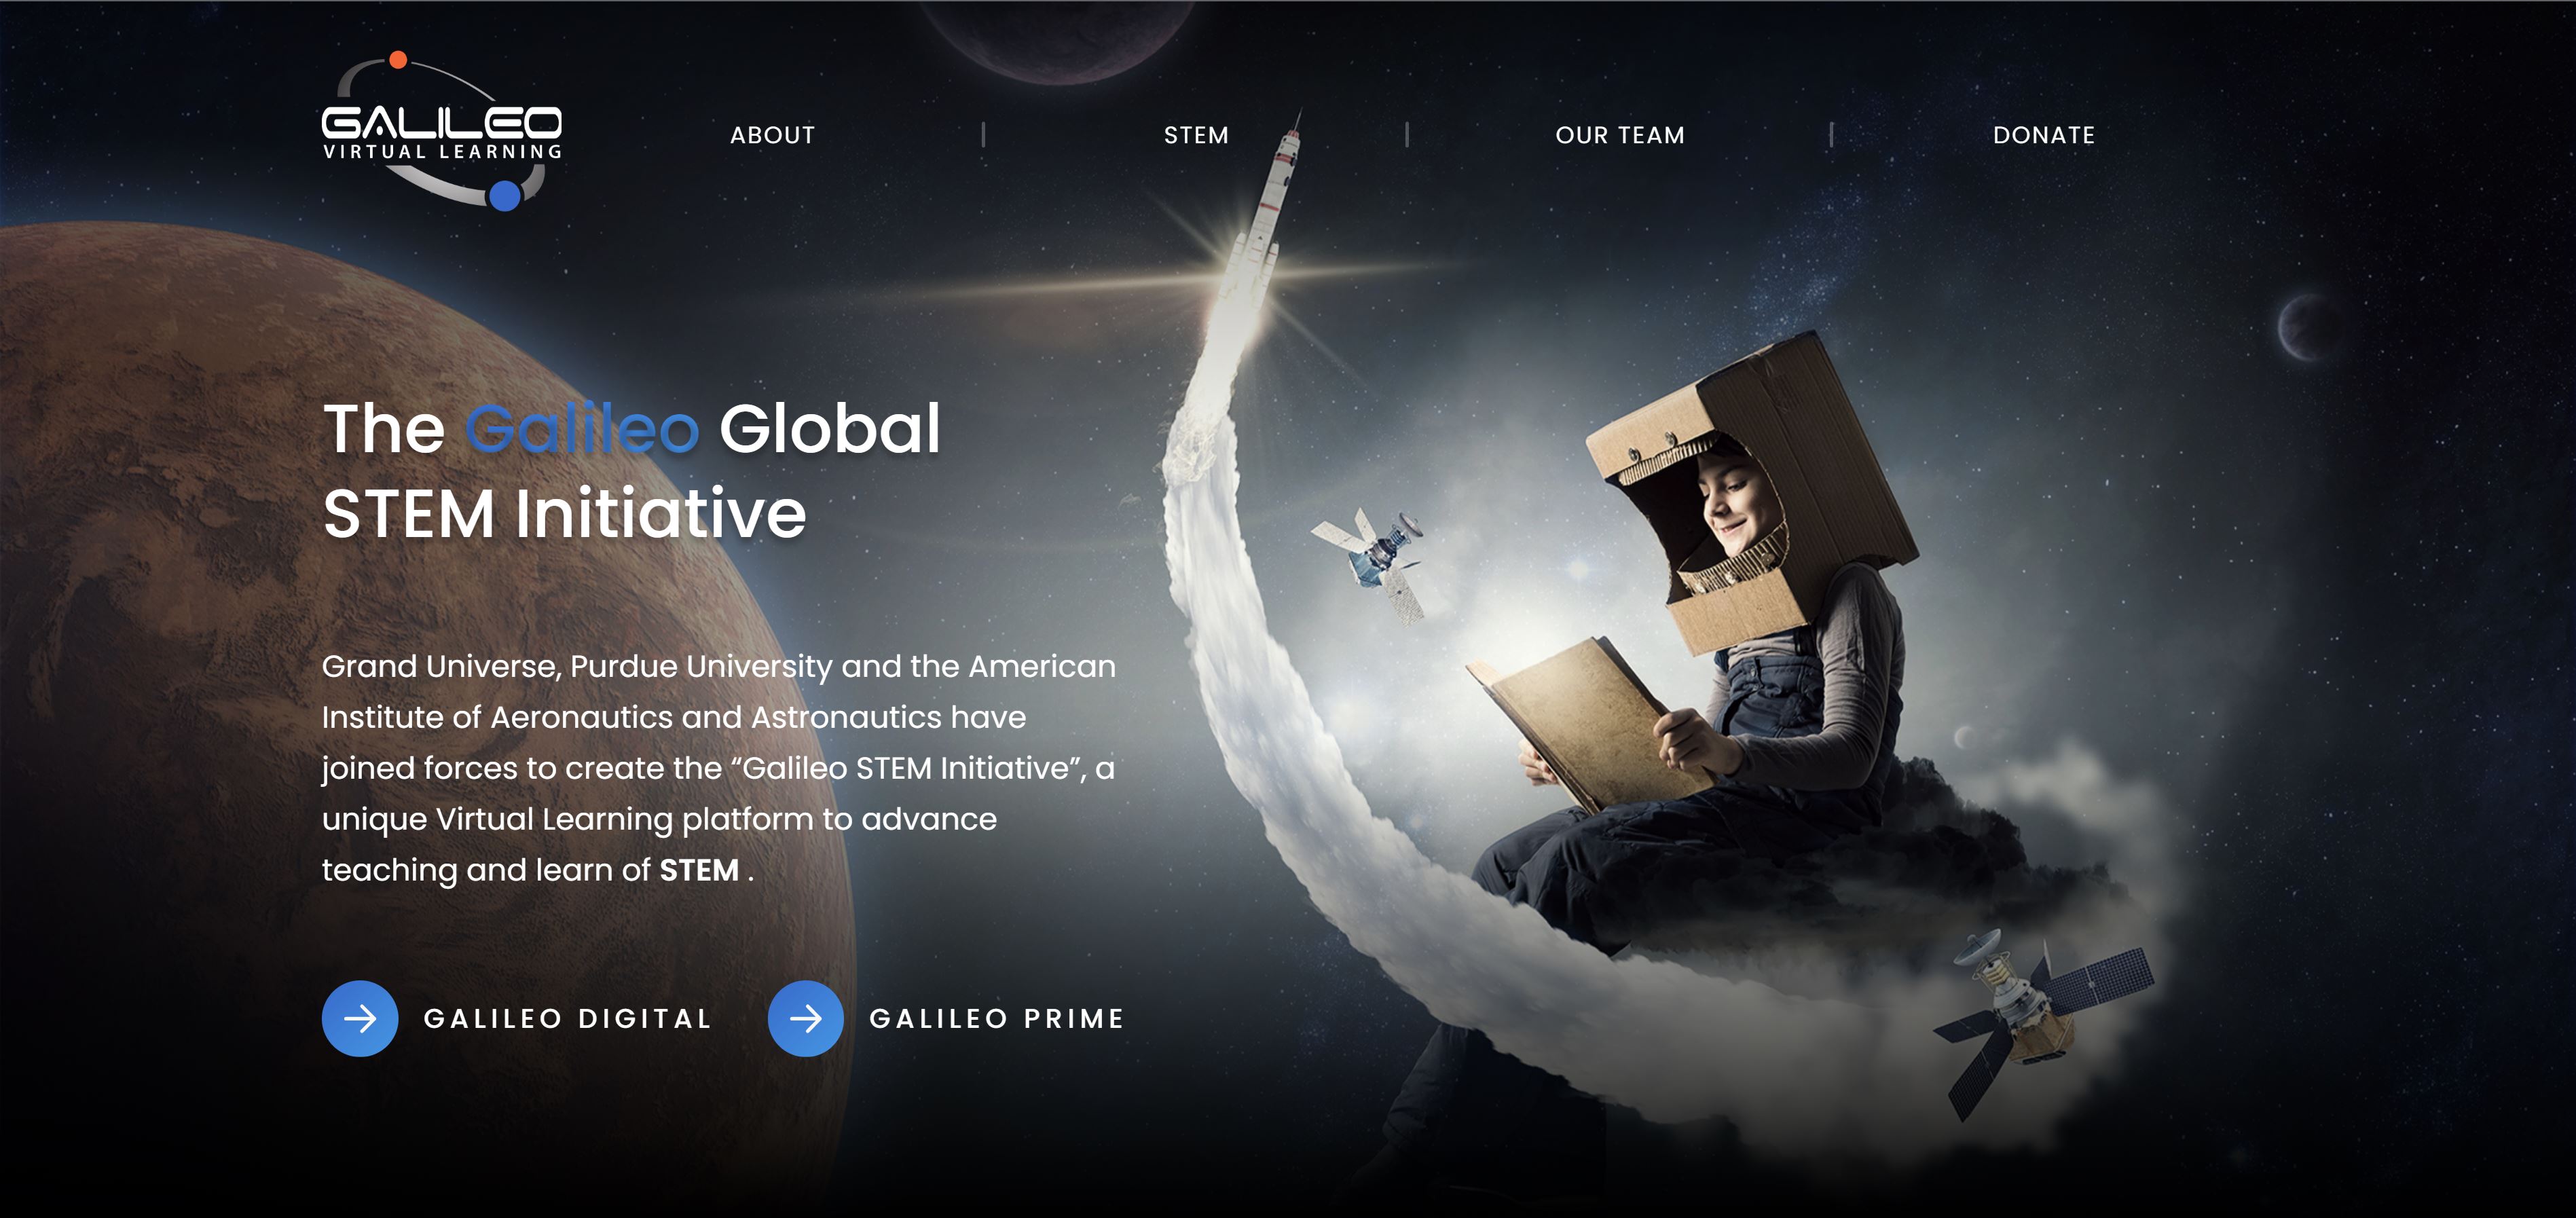 GALILEO
VIRTUAL LEARNING
ABOUT | STEM | OUR TEAM | DONATE
The Galileo Global
STEM Initiative
Grand Universe, Purdue University and the American
Institute of Aeronautics and Astronautics have
joined forces to create the “Galileo STEM Initiative”, a
unique Virtual Learning platform to advance
teaching and learn of STEM .
GALILEO DIGITAL GALILEO PRIME